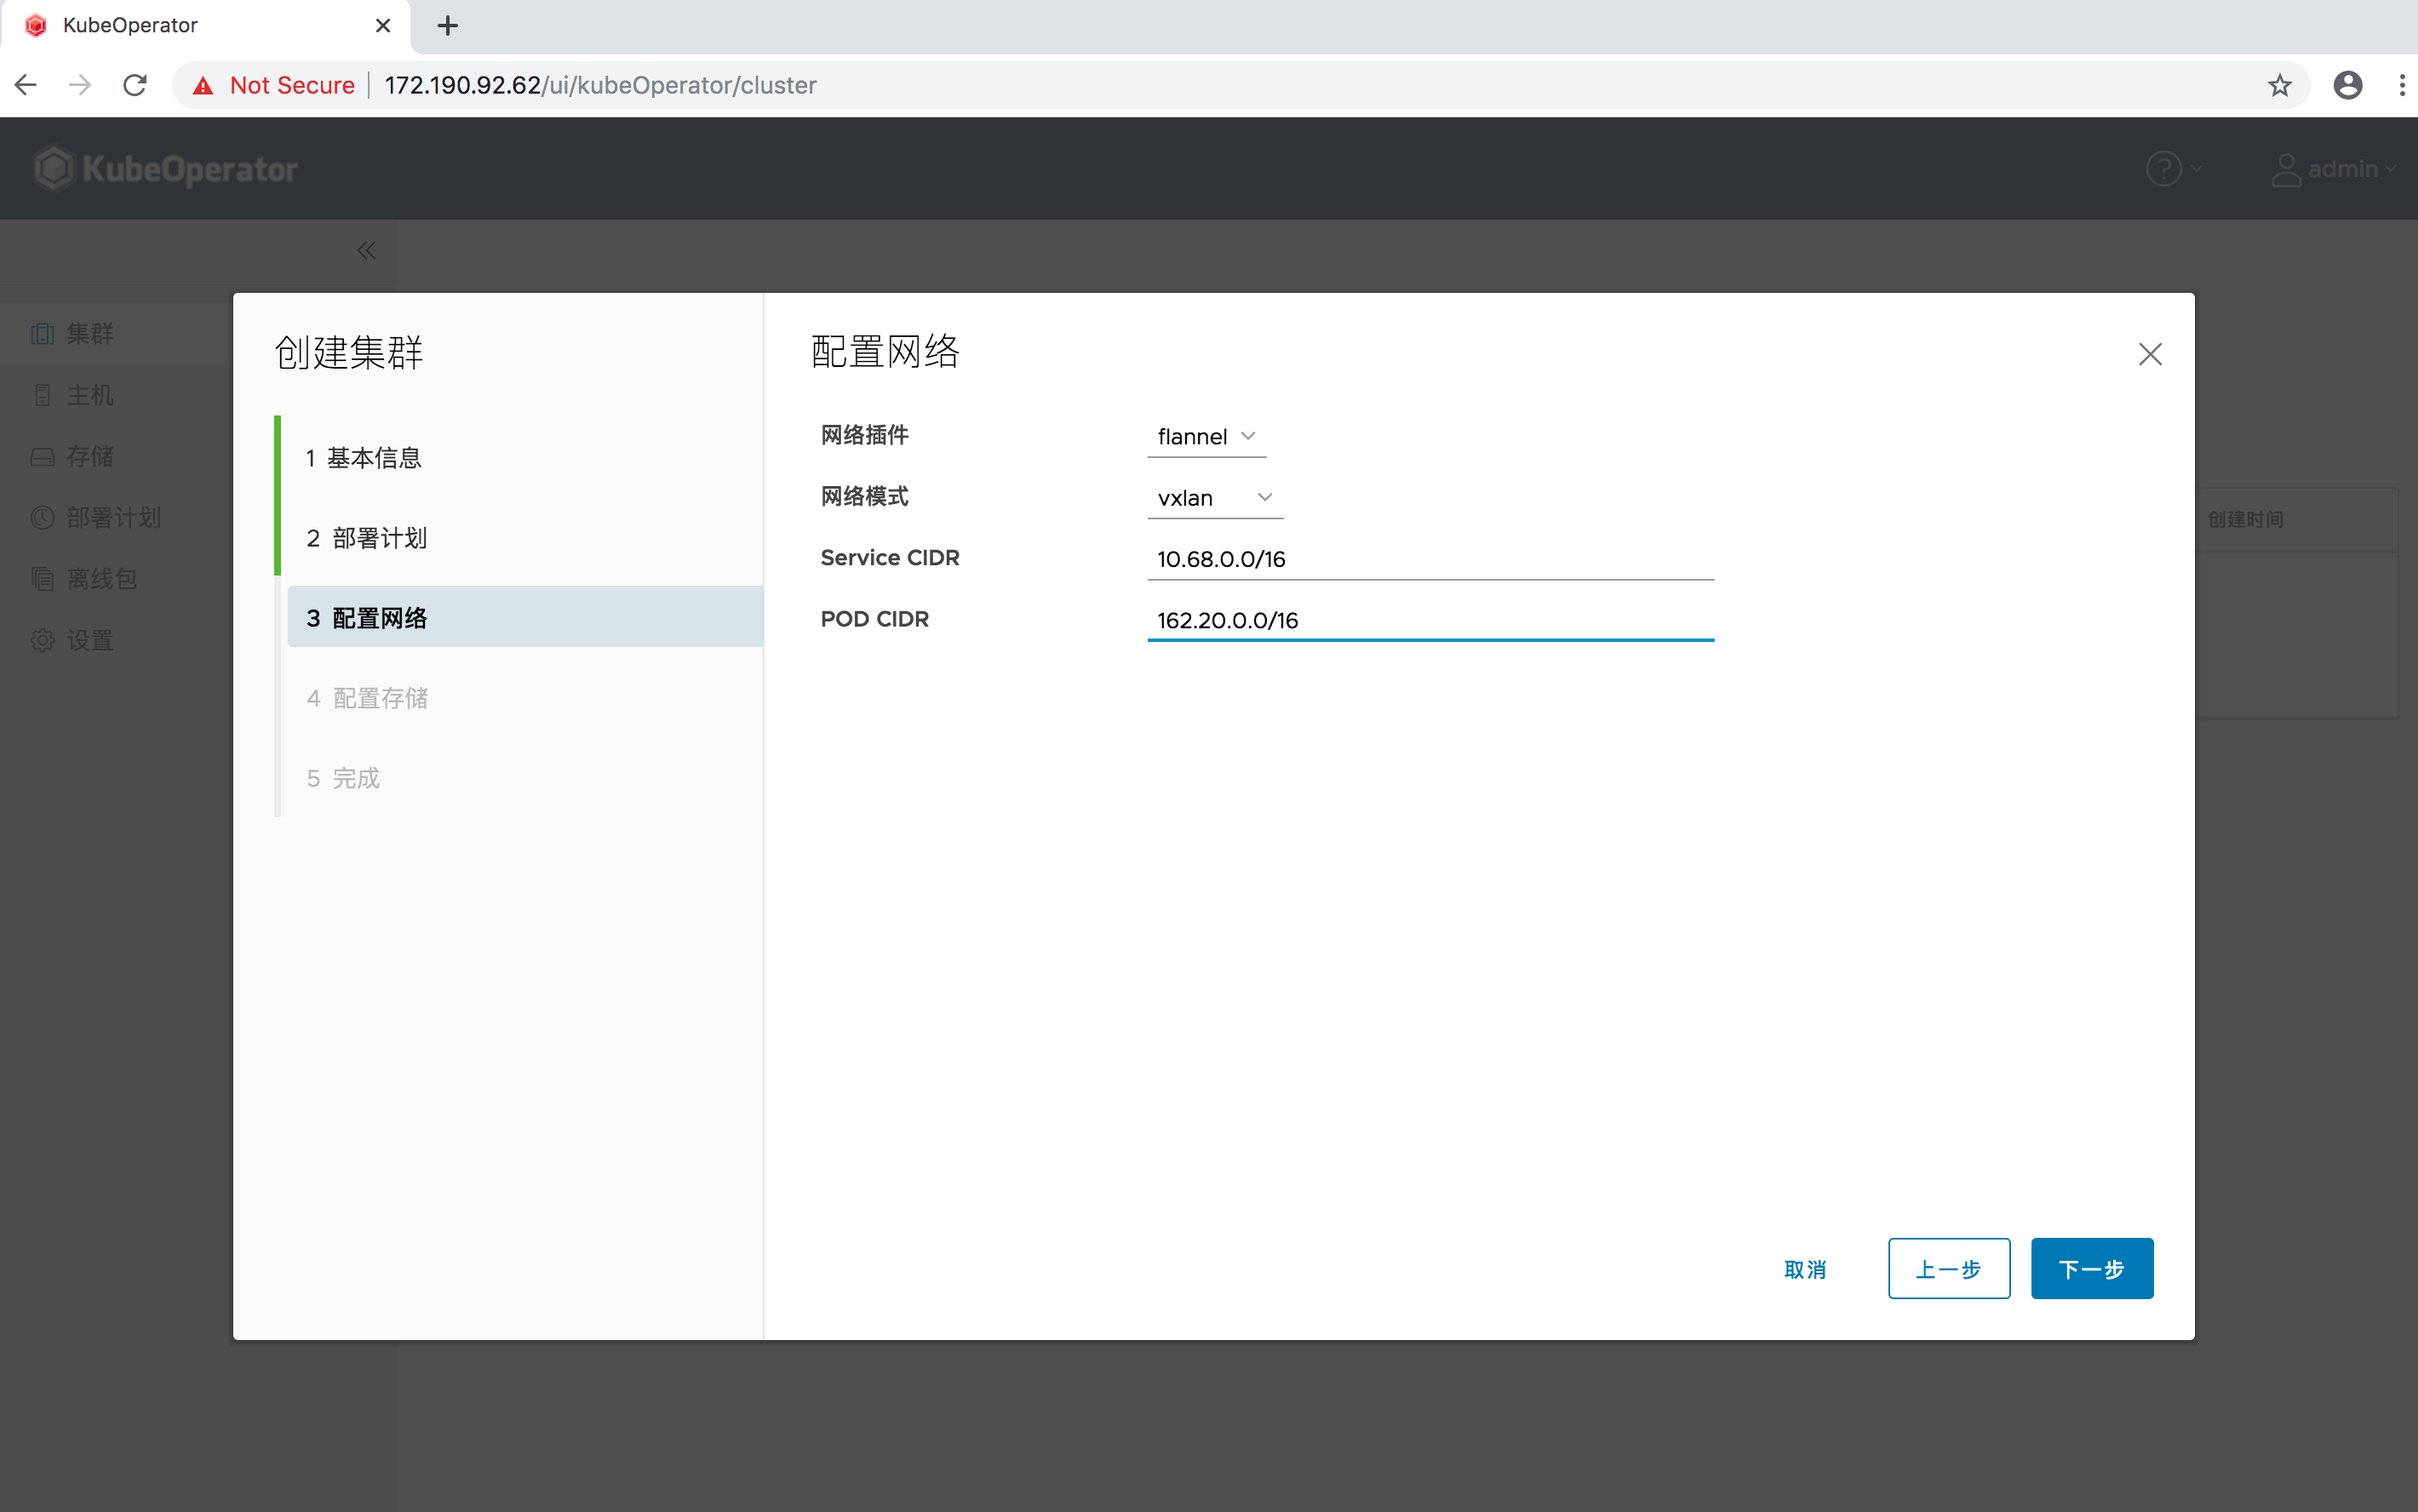 KubeOperator
Not Secure | 172.190.92.62/ui/kubeOperator/cluster
KubeOperator
admin
集群
主机
存储
部署计划
离线包
设置
创建时间
创建集群
1 基本信息
2 部署计划
3 配置网络
4 配置存储
5 完成
配置网络
网络插件 flannel
网络模式 vxlan
Service CIDR 10.68.0.0/16
POD CIDR 162.20.0.0/16
取消 上一步 下一步